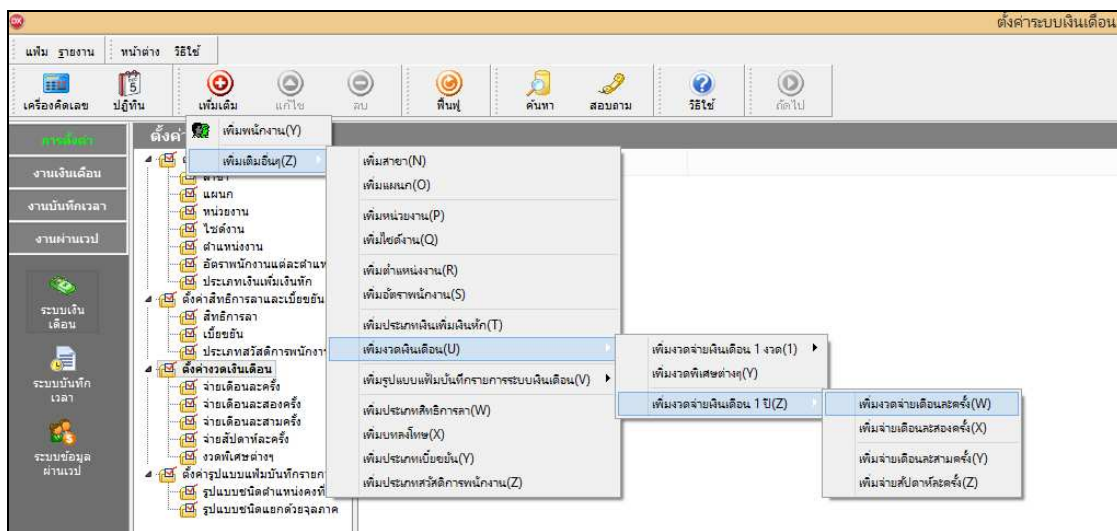 ตั้งค่าระบบเงินเดือน
แฟ้ม รายงาน หน้าต่าง วิธีใช้
เครื่องคิดเลข ปฏิทิน เพิ่มเติม แก้ไข ลบ ฟื้นฟู ค้นหา สอบถาม วิธีใช้ ถัดไป
การตั้งค่า
งานเงินเดือน
งานบันทึกเวลา
งานผ่านเวป
ระบบเงิน
เดือน
ระบบบันทึก
เวลา
ระบบข้อมูล
ผ่านเวป
ตั้งค่า
เพิ่มพนักงาน(Y)
เพิ่มเติมอื่นๆ(Z)
สาขา
แผนก
หน่วยงาน
ไซด์งาน
ตำแหน่งงาน
อัตราพนักงานแต่ละตำแห
ประเภทเงินเพิ่มเงินหัก
ตั้งค่าสิทธิการลาและเบี้ยขยัน
สิทธิการลา
เบี้ยขยัน
ประเภทสวัสดิการพนักงา
ตั้งค่างวดเงินเดือน
จ่ายเดือนละครั้ง
จ่ายเดือนละสองครั้ง
จ่ายเดือนละสามครั้ง
จ่ายสัปดาห์ละครั้ง
งวดพิเศษต่างๆ
ตั้งค่ารูปแบบแฟ้มบันทึกรายก
รูปแบบชนิดตำแหน่งคงที่
รูปแบบชนิดแยกด้วยจุลภาค
เพิ่มสาขา(N)
เพิ่มแผนก(O)
เพิ่มหน่วยงาน(P)
เพิ่มไซด์งาน(Q)
เพิ่มตำแหน่งงาน(R)
เพิ่มอัตราพนักงาน(S)
เพิ่มประเภทเงินเพิ่มเงินหัก(T)
เพิ่มงวดเงินเดือน(U)
เพิ่มรูปแบบแฟ้มบันทึกรายการระบบเงินเดือน(V)
เพิ่มประเภทสิทธิการลา(W)
เพิ่มบทลงโทษ(X)
เพิ่มประเภทเบี้ยขยัน(Y)
เพิ่มประเภทสวัสดิการพนักงาน(Z)
เพิ่มงวดจ่ายเงินเดือน 1 งวด(1)
เพิ่มงวดพิเศษต่างๆ(Y)
เพิ่มงวดจ่ายเงินเดือน 1 ปี(Z)
เพิ่มงวดจ่ายเดือนละครั้ง(W)
เพิ่มจ่ายเดือนละสองครั้ง(X)
เพิ่มจ่ายเดือนละสามครั้ง(Y)
เพิ่มจ่ายสัปดาห์ละครั้ง(Z)